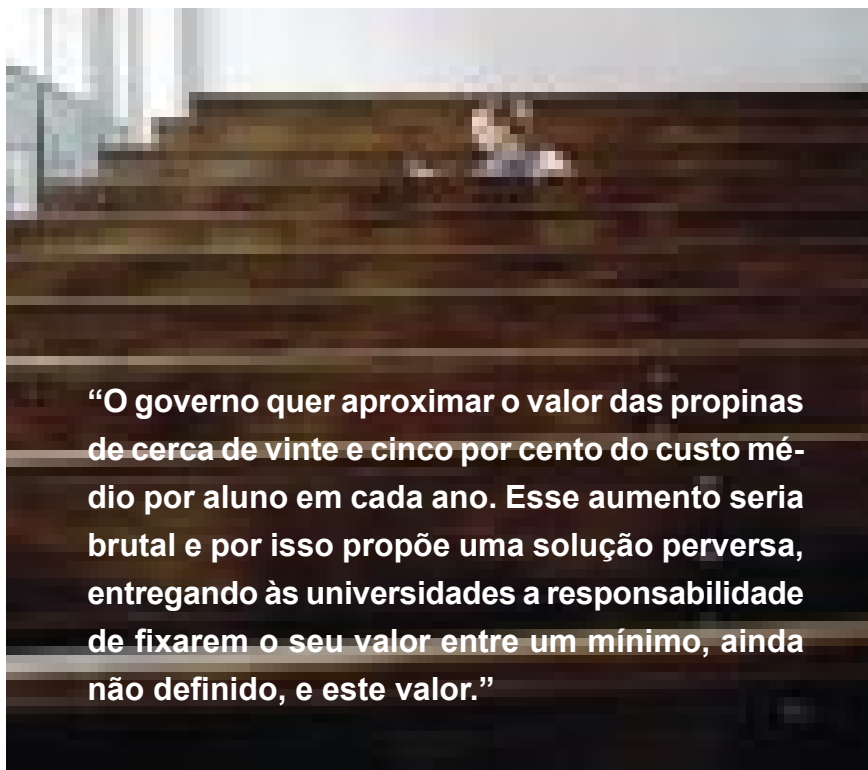 “O governo quer aproximar o valor das propinas
de cerca de vinte e cinco por cento do custo mé-
dio por aluno em cada ano. Esse aumento seria
brutal e por isso propõe uma solução perversa,
entregando às universidades a responsabilidade
de fixarem o seu valor entre um mínimo, ainda
não definido, e este valor.”